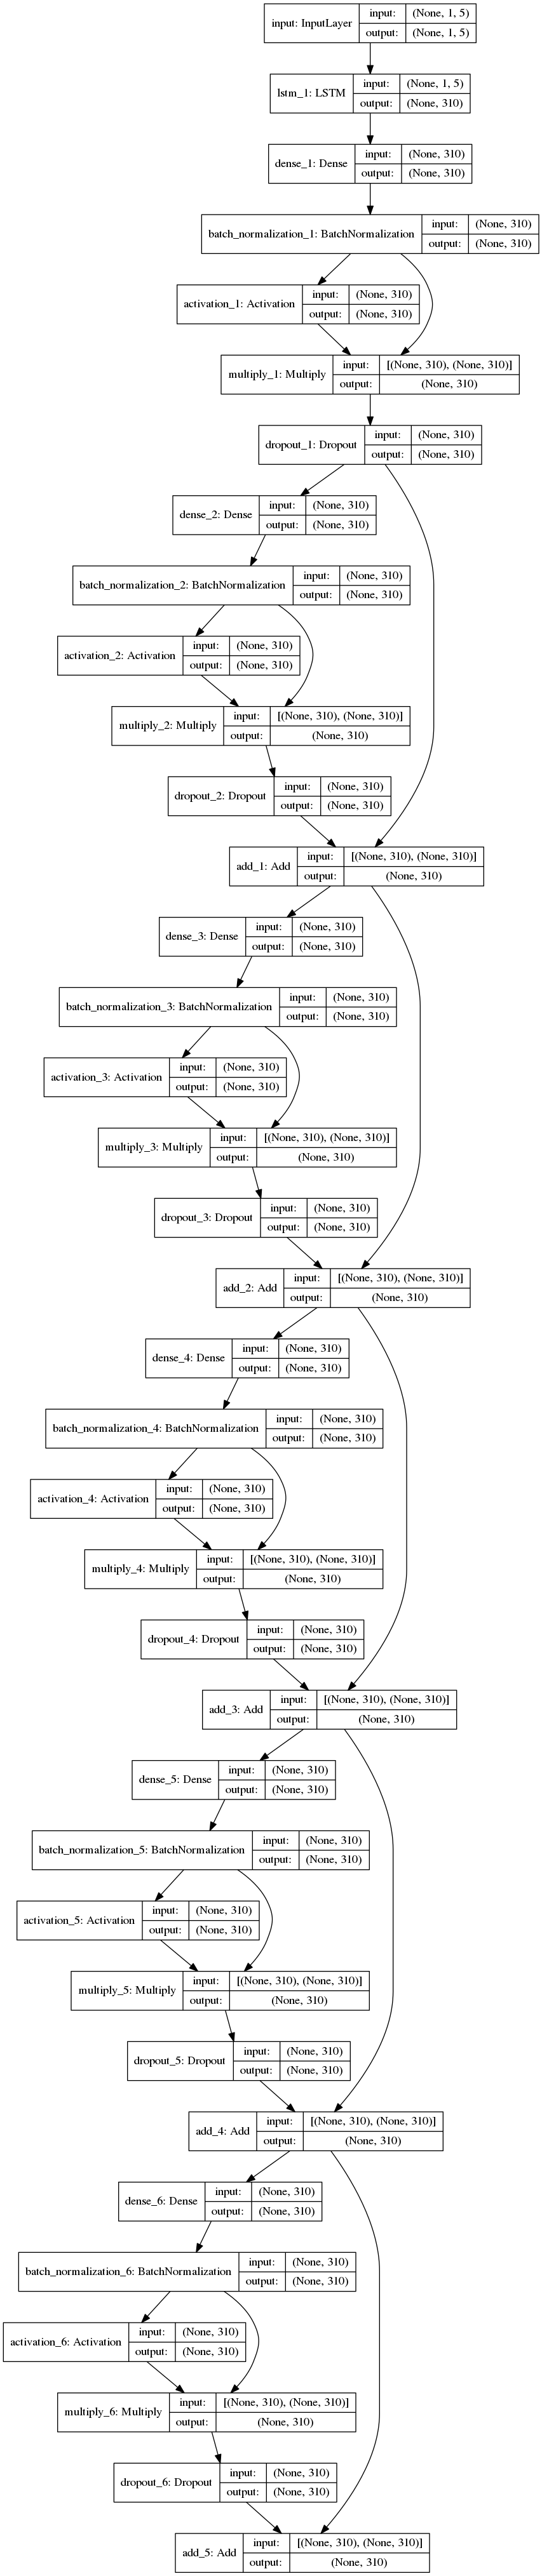 input: InputLayer
input: (None, 1, 5)
output: (None, 1, 5)
lstm_1: LSTM
input: (None, 1, 5)
output: (None, 310)
dense_1: Dense
input: (None, 310)
output: (None, 310)
batch_normalization_1: BatchNormalization
input: (None, 310)
output: (None, 310)
activation_1: Activation
input: (None, 310)
output: (None, 310)
multiply_1: Multiply
input: [(None, 310), (None, 310)]
output: (None, 310)
dropout_1: Dropout
input: (None, 310)
output: (None, 310)
dense_2: Dense
input: (None, 310)
output: (None, 310)
batch_normalization_2: BatchNormalization
input: (None, 310)
output: (None, 310)
activation_2: Activation
input: (None, 310)
output: (None, 310)
multiply_2: Multiply
input: [(None, 310), (None, 310)]
output: (None, 310)
dropout_2: Dropout
input: (None, 310)
output: (None, 310)
add_1: Add
input: [(None, 310), (None, 310)]
output: (None, 310)
dense_3: Dense
input: (None, 310)
output: (None, 310)
batch_normalization_3: BatchNormalization
input: (None, 310)
output: (None, 310)
activation_3: Activation
input: (None, 310)
output: (None, 310)
multiply_3: Multiply
input: [(None, 310), (None, 310)]
output: (None, 310)
dropout_3: Dropout
input: (None, 310)
output: (None, 310)
add_2: Add
input: [(None, 310), (None, 310)]
output: (None, 310)
dense_4: Dense
input: (None, 310)
output: (None, 310)
batch_normalization_4: BatchNormalization
input: (None, 310)
output: (None, 310)
activation_4: Activation
input: (None, 310)
output: (None, 310)
multiply_4: Multiply
input: [(None, 310), (None, 310)]
output: (None, 310)
dropout_4: Dropout
input: (None, 310)
output: (None, 310)
add_3: Add
input: [(None, 310), (None, 310)]
output: (None, 310)
dense_5: Dense
input: (None, 310)
output: (None, 310)
batch_normalization_5: BatchNormalization
input: (None, 310)
output: (None, 310)
activation_5: Activation
input: (None, 310)
output: (None, 310)
multiply_5: Multiply
input: [(None, 310), (None, 310)]
output: (None, 310)
dropout_5: Dropout
input: (None, 310)
output: (None, 310)
add_4: Add
input: [(None, 310), (None, 310)]
output: (None, 310)
dense_6: Dense
input: (None, 310)
output: (None, 310)
batch_normalization_6: BatchNormalization
input: (None, 310)
output: (None, 310)
activation_6: Activation
input: (None, 310)
output: (None, 310)
multiply_6: Multiply
input: [(None, 310), (None, 310)]
output: (None, 310)
dropout_6: Dropout
input: (None, 310)
output: (None, 310)
add_5: Add
input: [(None, 310), (None, 310)]
output: (None, 310)